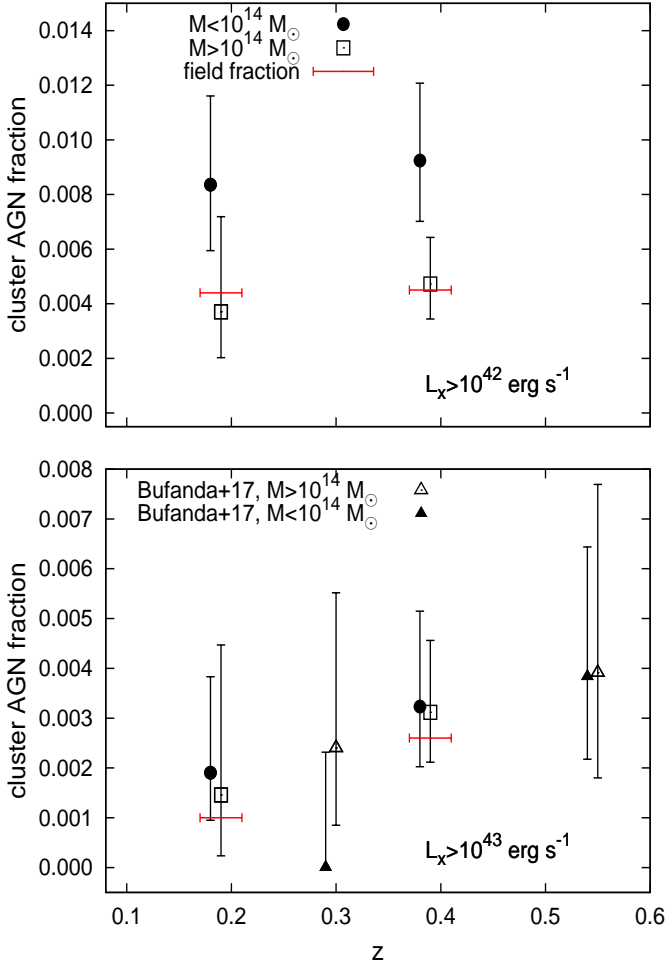 M<10^14 M⊙
M>10^14 M⊙
field fraction
0.014
0.012
0.010
0.008
0.006
0.004
0.002
0.000
cluster AGN fraction
Lx>10^42 erg s^-1
Bufanda+17, M>10^14 M⊙
Bufanda+17, M<10^14 M⊙
0.008
0.007
0.006
0.005
0.004
0.003
0.002
0.001
0.000
cluster AGN fraction
Lx>10^43 erg s^-1
0.1 0.2 0.3 0.4 0.5 0.6
z